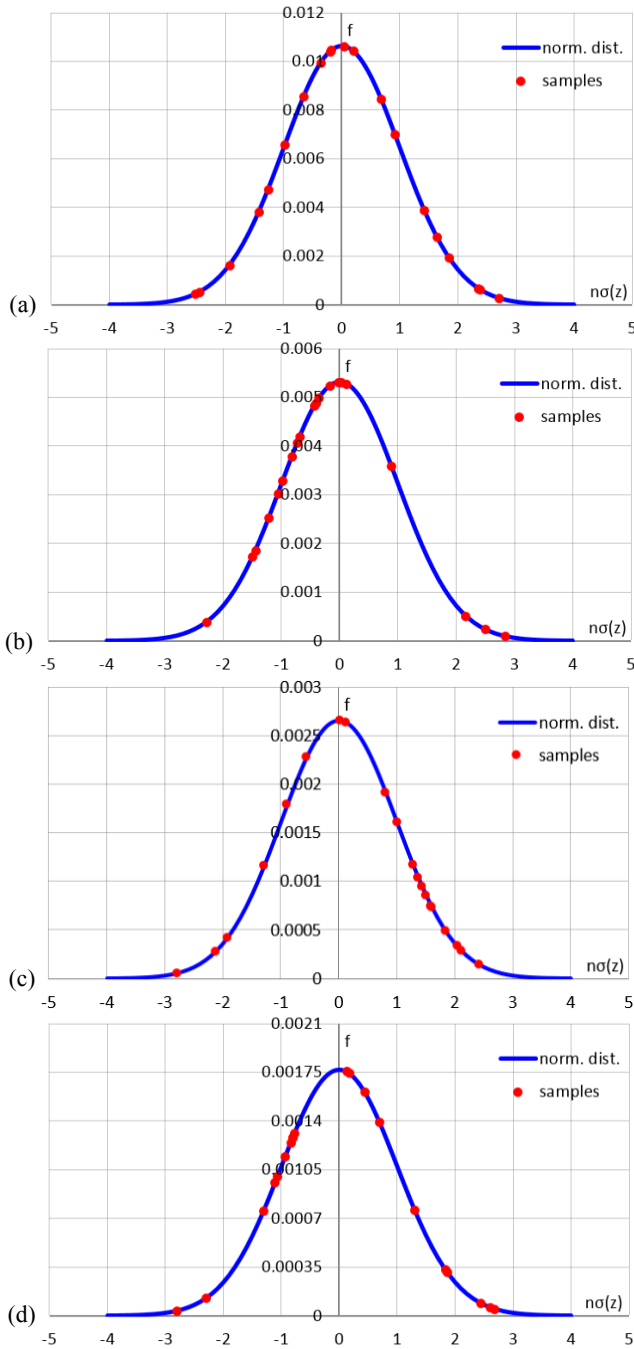 0.012
f
norm. dist.
0.01
samples
0.008
0.006
0.004
0.002
nσ(z)
(a)
0
-5 -4 -3 -2 -1 0 1 2 3 4 5
0.006
f
norm. dist.
0.005
samples
0.004
0.003
0.002
0.001
nσ(z)
(b)
0
-5 -4 -3 -2 -1 0 1 2 3 4 5
0.003
f
norm. dist.
0.0025
samples
0.002
0.0015
0.001
0.0005
nσ(z)
(c)
0
-5 -4 -3 -2 -1 0 1 2 3 4 5
0.0021
f
norm. dist.
0.00175
samples
0.0014
0.00105
0.0007
0.00035
nσ(z)
(d)
0
-5 -4 -3 -2 -1 0 1 2 3 4 5